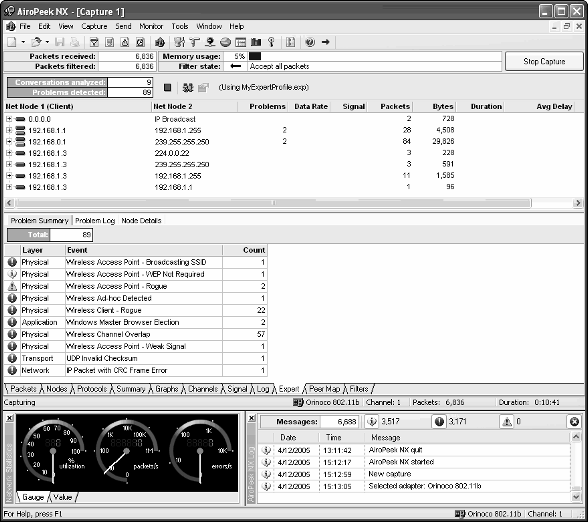 AiroPeek NX - [Capture 1]
File Edit View Capture Send Monitor Tools Window Help
Packets received: 6,836 Memory usage: 5%
Packets filtered: 6,836 Filter state: Accept all packets
Stop Capture
Conversations analyzed: 9
Problems detected: 89
(Using MyExpertProfile.exp)
Net Node 1 (Client) Net Node 2 Problems Data Rate Signal Packets Bytes Duration Avg Delay
0.0.0.0 IP Broadcast 2 728
192.168.1.1 192.168.1.255 2 28 4,508
192.168.0.1 239.255.255.250 2 84 29,826
192.168.1.3 224.0.0.22 3 228
192.168.1.3 239.255.255.250 3 591
192.168.1.3 192.168.1.255 11 1,585
192.168.1.3 192.168.1.1 1 96
Problem Summary Problem Log Node Details
Total: 89
Layer Event Count
Physical Wireless Access Point - Broadcasting SSID 1
Physical Wireless Access Point - WEP Not Required 1
Physical Wireless Access Point - Rogue 2
Physical Wireless Ad-hoc Detected 1
Physical Wireless Client - Rogue 22
Application Windows Master Browser Election 2
Physical Wireless Channel Overlap 57
Physical Wireless Access Point - Weak Signal 1
Transport UDP Invalid Checksum 1
Network IP Packet with CRC Frame Error 1
Packets Nodes Protocols Summary Graphs Channels Signal Log Expert Peer Map Filters
Capturing Orinoco 802.11b Channel: 1 Packets: 6,836 Duration: 0:10:41
utilization
packets/s
errors/s
Gauge Value
Messages: 6,688 3,517 3,171 0
Date Time Message
4/12/2005 13:11:42 AiroPeek NX quit
4/12/2005 15:12:17 AiroPeek NX started
4/12/2005 15:12:59 New capture
4/12/2005 15:13:05 Selected adapter: Orinoco 802.11b
For Help, press F1 Orinoco 802.11b Channel: 1